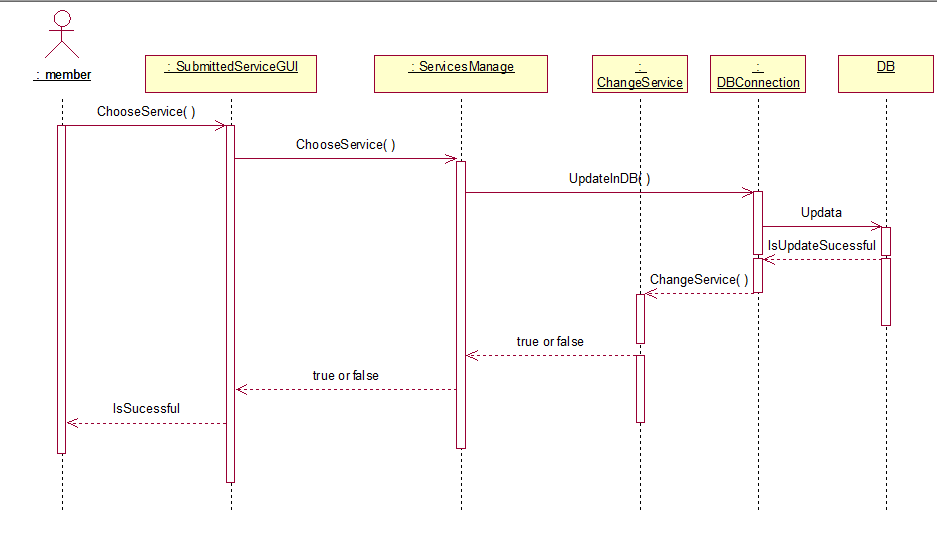 : member
: SubmittedServiceGUI
: ServicesManage
:
ChangeService
:
DBConnection
DB
ChooseService( )
ChooseService( )
UpdateInDB( )
Updata
IsUpdateSucessful
ChangeService( )
true or false
true or false
IsSucessful